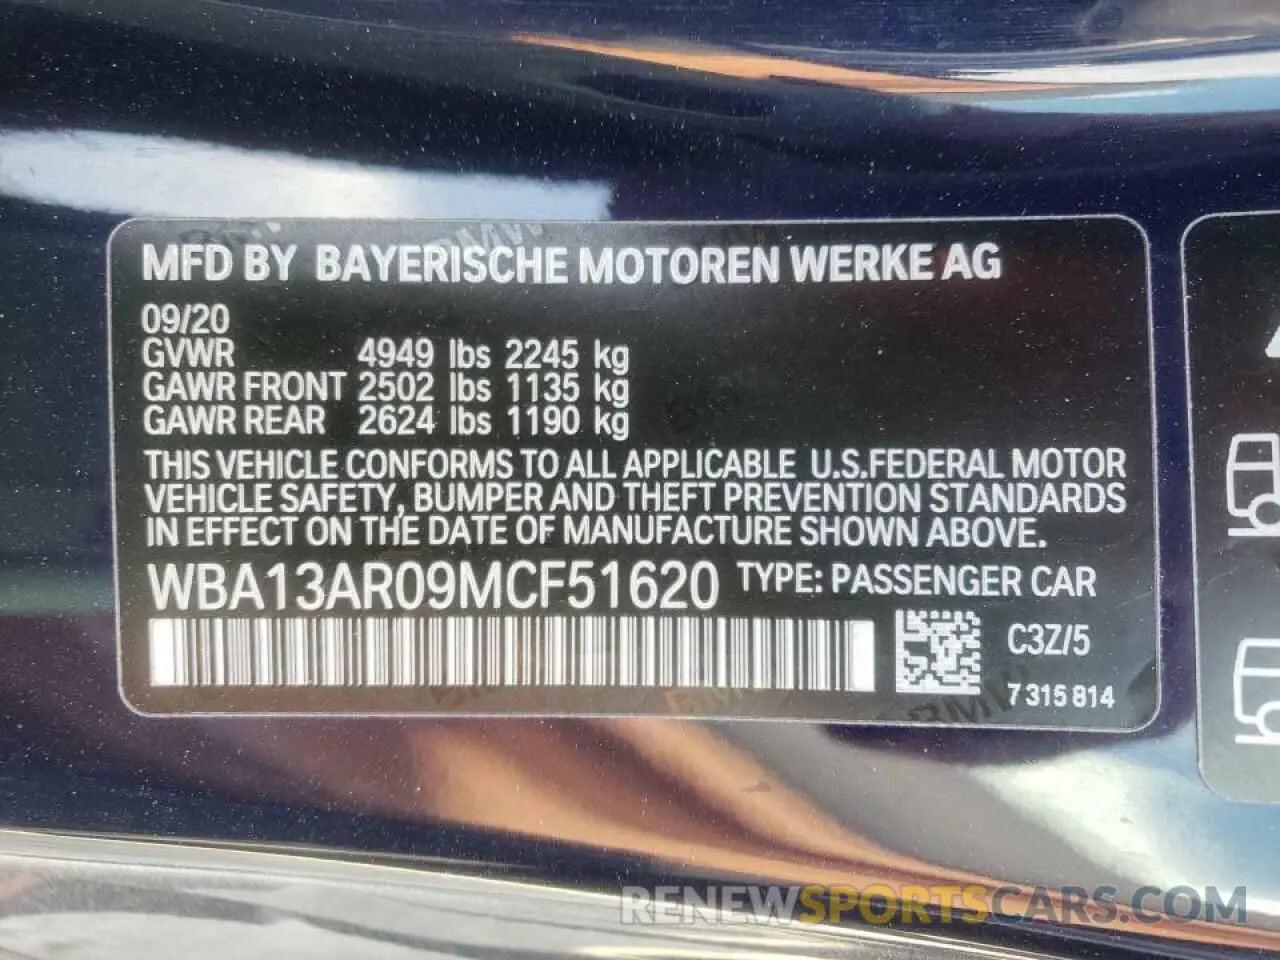 MFD BY BAYERISCHE MOTOREN WERKE AG
09/20
GVWR 4949 lbs 2245 kg
GAWR FRONT 2502 lbs 1135 kg
GAWR REAR 2624 lbs 1190 kg
THIS VEHICLE CONFORMS TO ALL APPLICABLE U.S.FEDERAL MOTOR
VEHICLE SAFETY, BUMPER AND THEFT PREVENTION STANDARDS
IN EFFECT ON THE DATE OF MANUFACTURE SHOWN ABOVE.
WBA13AR09MCF51620 TYPE: PASSENGER CAR
C3Z/5
7 315 814
RENEWSPORTSCARS.COM